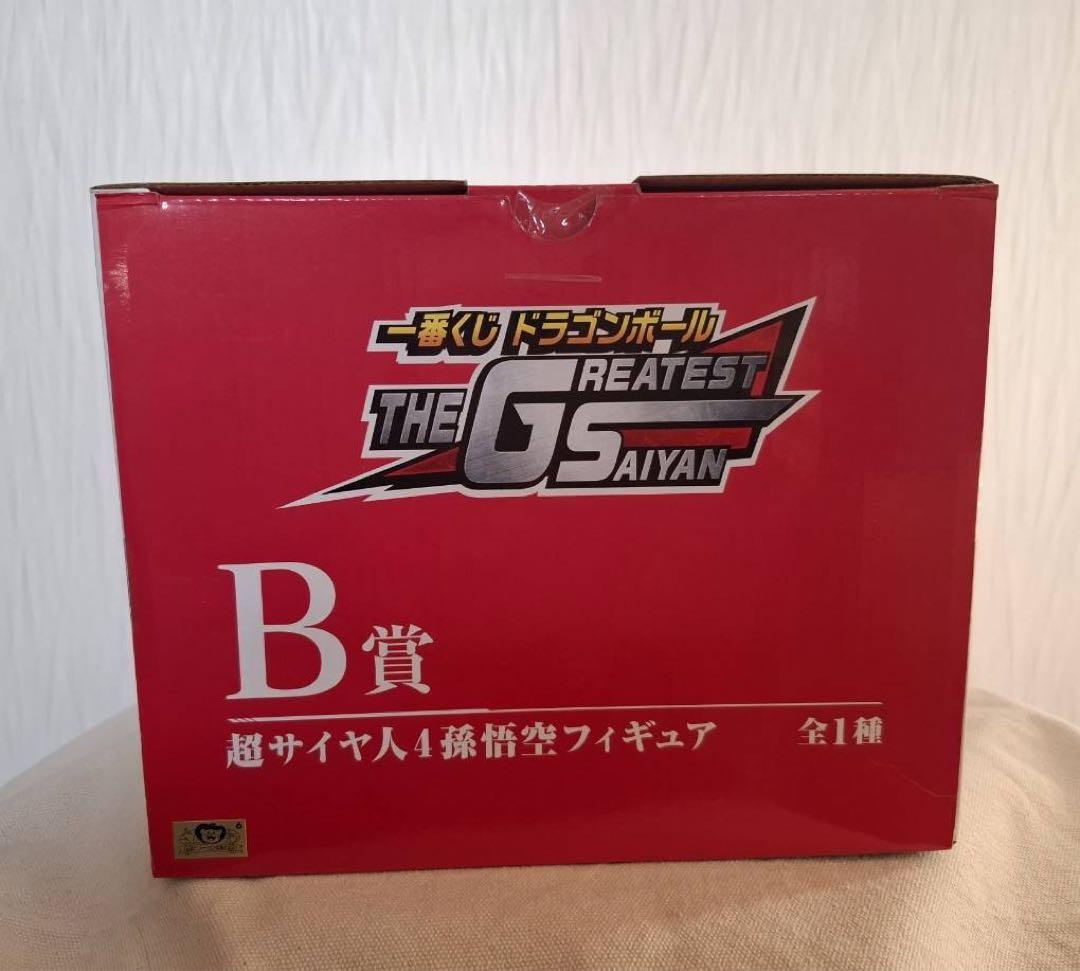 一番くじ ドラゴンボール
THE GREATEST
SAIYAN
B賞
超サイヤ人4孫悟空フィギュア 全1種
6